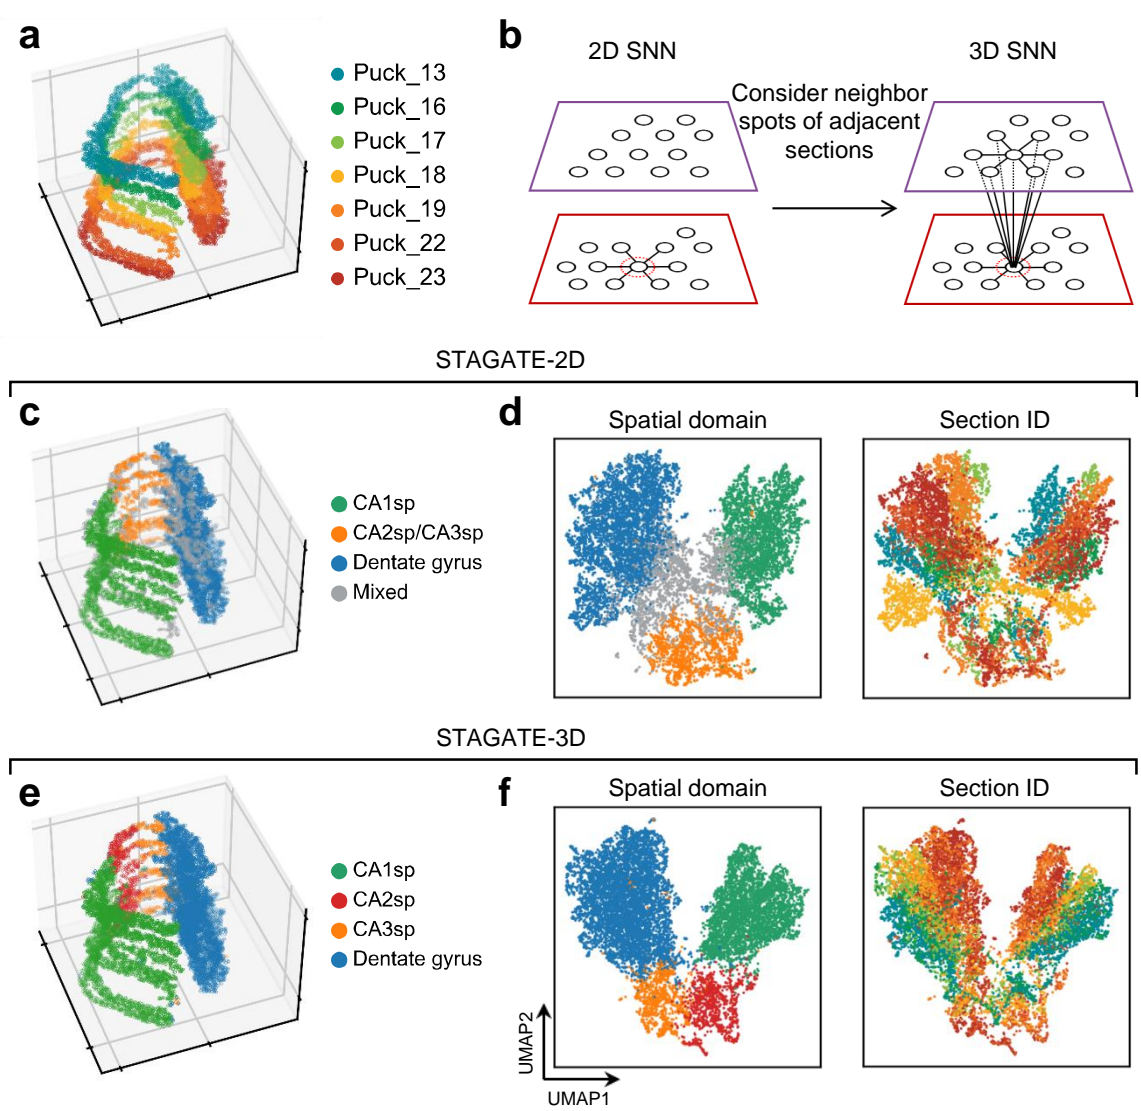 a
Puck_13
Puck_16
Puck_17
Puck_18
Puck_19
Puck_22
Puck_23
b
2D SNN
3D SNN
Consider neighbor
spots of adjacent
sections
STAGATE-2D
c
CA1sp
CA2sp/CA3sp
Dentate gyrus
Mixed
d
Spatial domain
Section ID
STAGATE-3D
e
CA1sp
CA2sp
CA3sp
Dentate gyrus
f
Spatial domain
Section ID
UMAP2
UMAP1